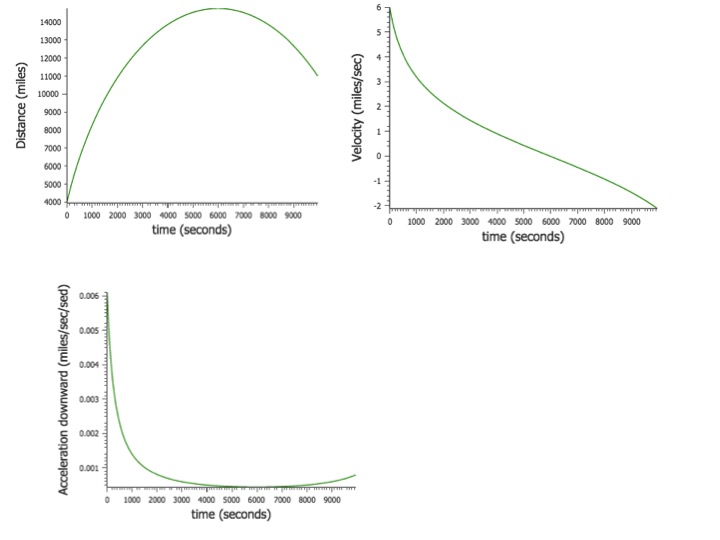 Distance (miles)
14000
13000
12000
11000
10000
9000
8000
7000
6000
5000
4000
0 1000 2000 3000 4000 5000 6000 7000 8000 9000
time (seconds)
Velocity (miles/sec)
6
5
4
3
2
1
0
-1
-2
0 1000 2000 3000 4000 5000 6000 7000 8000 9000
time (seconds)
Acceleration downward (miles/sec/sed)
0.006
0.005
0.004
0.003
0.002
0.001
0 1000 2000 3000 4000 5000 6000 7000 8000 9000
time (seconds)